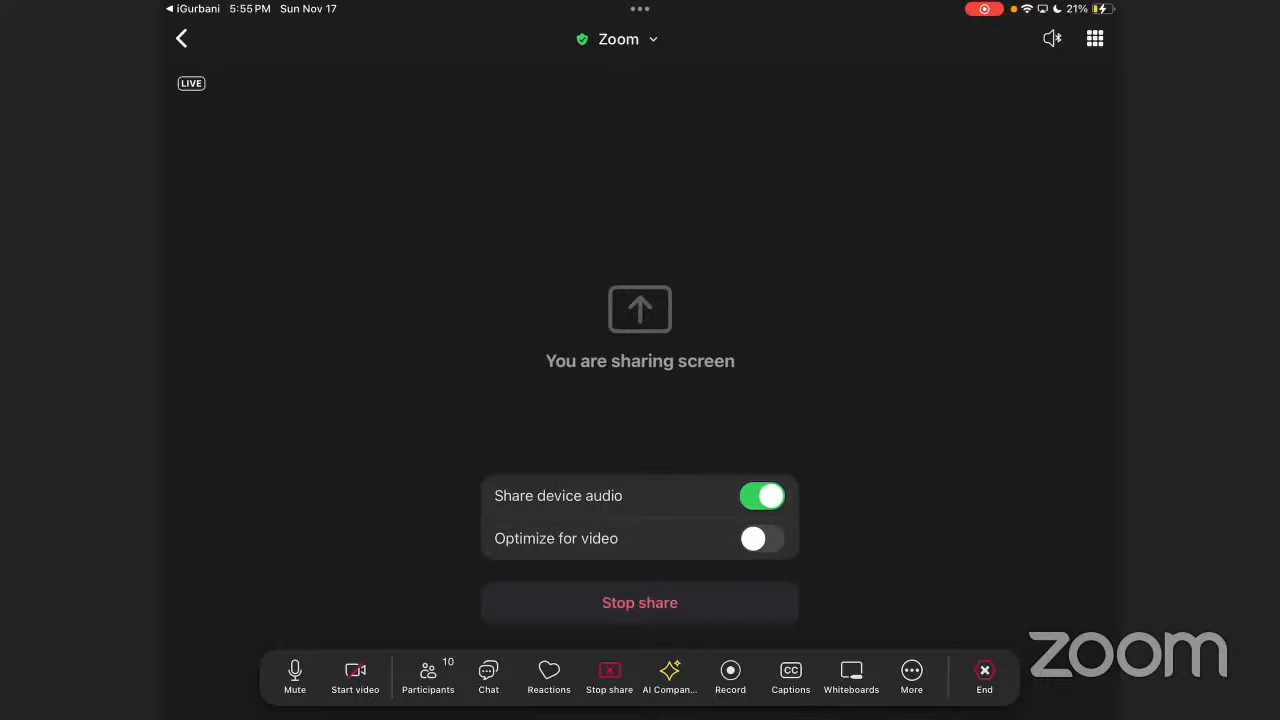 ◀ iGurbani 5:55 PM Sun Nov 17
21%
Zoom
LIVE
You are sharing screen
Share device audio
Optimize for video
Stop share
10
CC
Mute Start video Participants Chat Reactions Stop share AI Compan... Record Captions Whiteboards More End
zoom